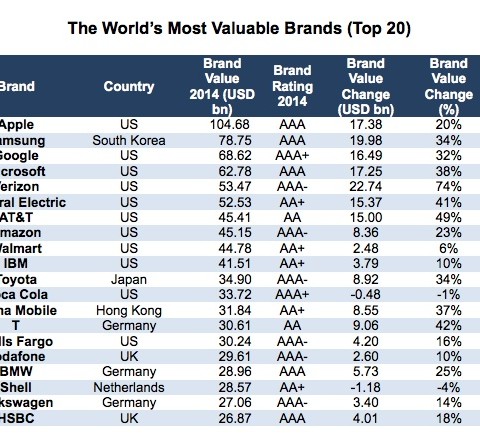 The World's Most Valuable Brands (Top 20)
Brand
Country
Brand
Value
2014 (USD
bn)
Brand
Rating
2014
Brand
Value
Change
(USD bn)
Brand
Value
Change
(%)
Apple US 104.68 AAA 17.38 20%
msung South Korea 78.75 AAA 19.98 34%
Google US 68.62 AAA+ 16.49 32%
crosoft US 62.78 AAA 17.25 38%
erizon US 53.47 AAA- 22.74 74%
ral Electric US 52.53 AA+ 15.37 41%
AT&T US 45.41 AA 15.00 49%
mazon US 45.15 AAA- 8.36 23%
almart US 44.78 AA+ 2.48 6%
IBM US 41.51 AA+ 3.79 10%
Toyota Japan 34.90 AAA- 8.92 34%
ca Cola US 33.72 AAA+ -0.48 -1%
na Mobile Hong Kong 31.84 AA+ 8.55 37%
T Germany 30.61 AA 9.06 42%
lls Fargo US 30.24 AAA- 4.20 16%
odafone UK 29.61 AAA- 2.60 10%
BMW Germany 28.96 AAA 5.73 25%
Shell Netherlands 28.57 AA+ -1.18 -4%
kswagen Germany 27.06 AAA- 3.40 14%
HSBC UK 26.87 AAA 4.01 18%